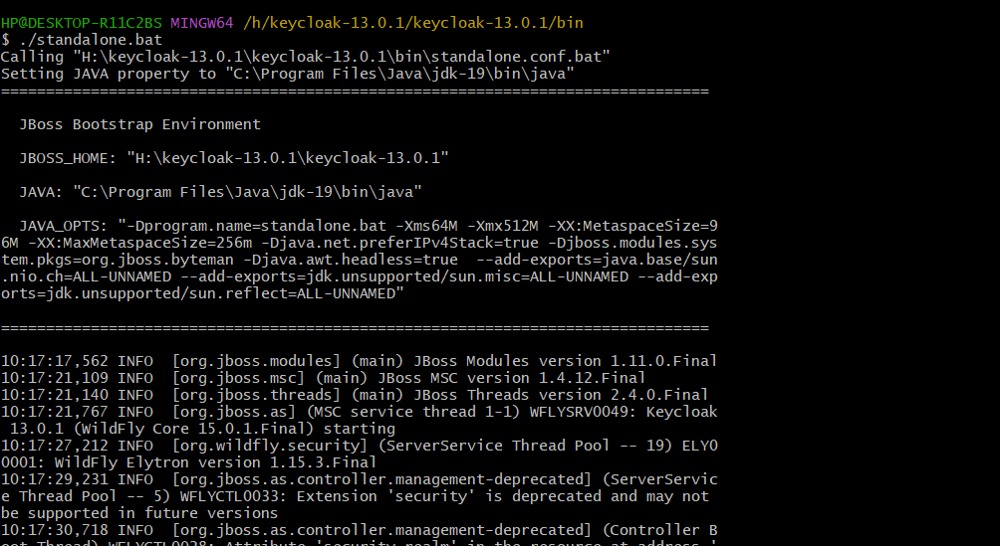 HP@DESKTOP-R11C2BS MINGW64 /h/keycloak-13.0.1/keycloak-13.0.1/bin
$ ./standalone.bat
Calling "H:\keycloak-13.0.1\keycloak-13.0.1\bin\standalone.conf.bat"
Setting JAVA property to "C:\Program Files\Java\jdk-19\bin\java"
===============================================================================
JBoss Bootstrap Environment
JBOSS_HOME: "H:\keycloak-13.0.1\keycloak-13.0.1"
JAVA: "C:\Program Files\Java\jdk-19\bin\java"
JAVA_OPTS: "-Dprogram.name=standalone.bat -Xms64M -Xmx512M -XX:MetaspaceSize=9
6M -XX:MaxMetaspaceSize=256m -Djava.net.preferIPv4Stack=true -Djboss.modules.sys
tem.pkgs=org.jboss.byteman -Djava.awt.headless=true  --add-exports=java.base/sun
.nio.ch=ALL-UNNAMED --add-exports=jdk.unsupported/sun.misc=ALL-UNNAMED --add-exp
orts=jdk.unsupported/sun.reflect=ALL-UNNAMED"
===============================================================================
10:17:17,562 INFO  [org.jboss.modules] (main) JBoss Modules version 1.11.0.Final
10:17:21,109 INFO  [org.jboss.msc] (main) JBoss MSC version 1.4.12.Final
10:17:21,140 INFO  [org.jboss.threads] (main) JBoss Threads version 2.4.0.Final
10:17:21,767 INFO  [org.jboss.as] (MSC service thread 1-1) WFLYSRV0049: Keycloak
13.0.1 (WildFly Core 15.0.1.Final) starting
10:17:27,212 INFO  [org.wildfly.security] (ServerService Thread Pool -- 19) ELY0
0001: WildFly Elytron version 1.15.3.Final
10:17:29,231 INFO  [org.jboss.as.controller.management-deprecated] (ServerServic
e Thread Pool -- 5) WFLYCTL0033: Extension 'security' is deprecated and may not
be supported in future versions
10:17:30,718 INFO  [org.jboss.as.controller.management-deprecated] (Controller B
oot Thread) WFLYCTL0028: Attribute 'security-realm' in the resource at address '